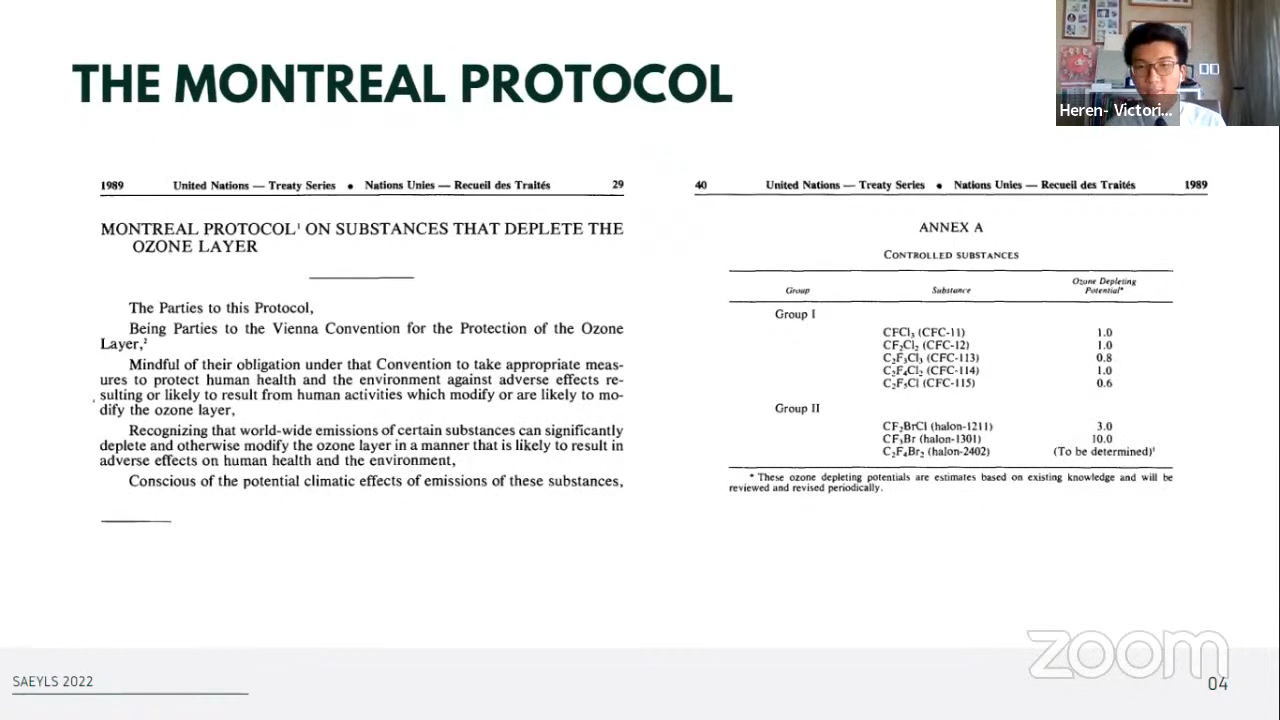 THE MONTREAL PROTOCOL
Heren- Victori...
1989 United Nations — Treaty Series • Nations Unies — Recueil des Traités 29
MONTREAL PROTOCOL¹ ON SUBSTANCES THAT DEPLETE THE
OZONE LAYER
The Parties to this Protocol,
Being Parties to the Vienna Convention for the Protection of the Ozone
Layer,²
Mindful of their obligation under that Convention to take appropriate meas-
ures to protect human health and the environment against adverse effects re-
sulting or likely to result from human activities which modify or are likely to mo-
dify the ozone layer,
Recognizing that world-wide emissions of certain substances can significantly
deplete and otherwise modify the ozone layer in a manner that is likely to result in
adverse effects on human health and the environment,
Conscious of the potential climatic effects of emissions of these substances,
40 United Nations — Treaty Series • Nations Unies — Recueil des Traités 1989
ANNEX A
CONTROLLED SUBSTANCES
Group Substance Ozone Depleting
Potential*
Group I
CFCl₃ (CFC-11) 1.0
CF₂Cl₂ (CFC-12) 1.0
C₂F₃Cl₃ (CFC-113) 0.8
C₂F₄Cl₂ (CFC-114) 1.0
C₂F₅Cl (CFC-115) 0.6
Group II
CF₂BrCl (halon-1211) 3.0
CF₃Br (halon-1301) 10.0
C₂F₄Br₂ (halon-2402) (To be determined)¹
* These ozone depleting potentials are estimates based on existing knowledge and will be
reviewed and revised periodically.
zoom
SAEYLS 2022
04